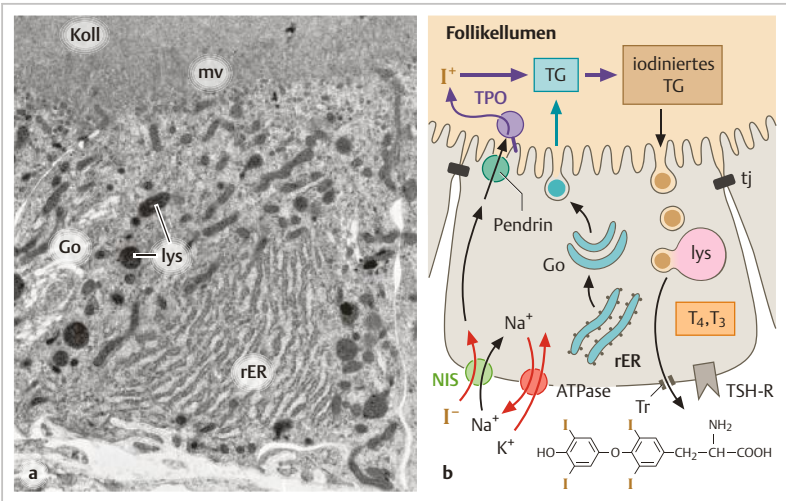 Koll
mv
Go
lys
rER
a
Follikellumen
I⁺
TPO
TG
iodiniertes
TG
tj
Pendrin
Go
lys
T₄,T₃
rER
Na⁺
NIS
ATPase
I⁻
Na⁺
K⁺
Tr
TSH-R
b
I
I
NH₂
HO
O
CH₂—CH—COOH
I
I